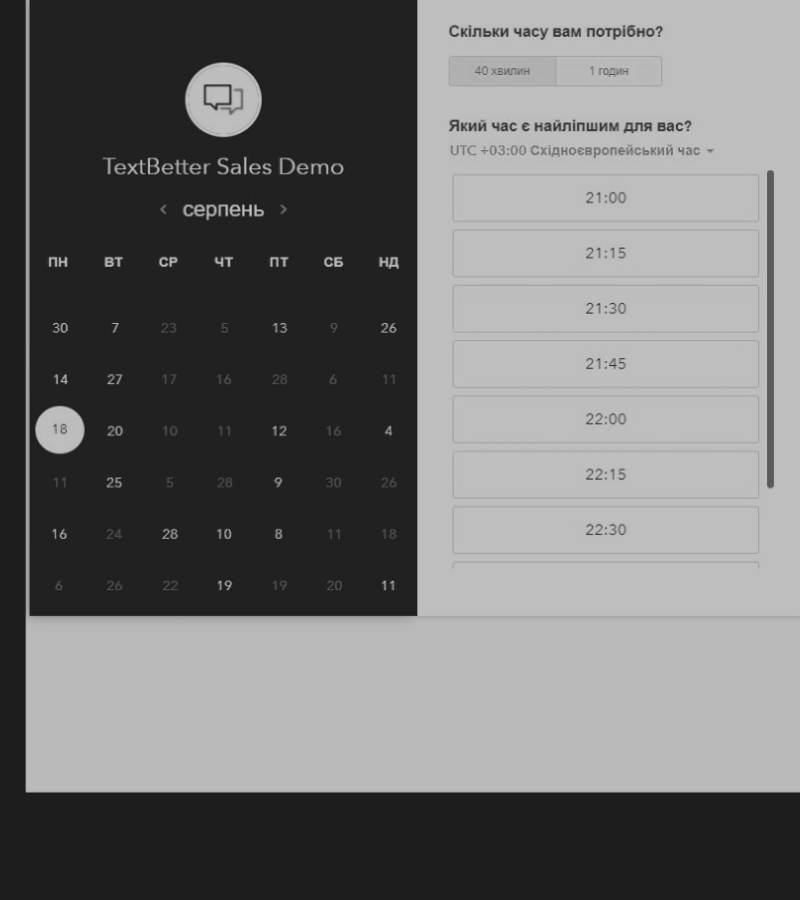 TextBetter Sales Demo
серпень
ПН ВТ СР ЧТ ПТ СБ НД
30 7 23 5 13 9 26
14 27 17 16 28 6 11
18 20 10 11 12 16 4
11 25 5 28 9 30 26
16 24 28 10 8 11 18
6 26 22 19 19 20 11
Скільки часу вам потрібно?
40 хвилин 1 годин
Який час є найліпшим для вас?
UTC +03:00 Східноєвропейський час
21:00
21:15
21:30
21:45
22:00
22:15
22:30